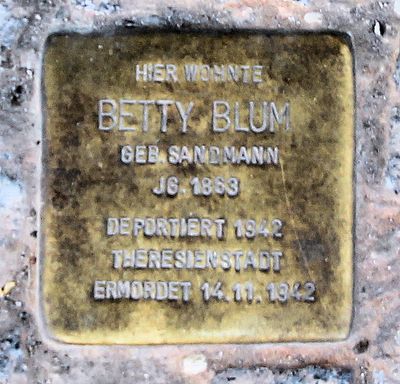 HIER WOHNTE
BETTY BLUM
GEB. SANDMANN
JG. 1863
DEPORTIERT 1942
THERESIENSTADT
ERMORDET 14.11.1942